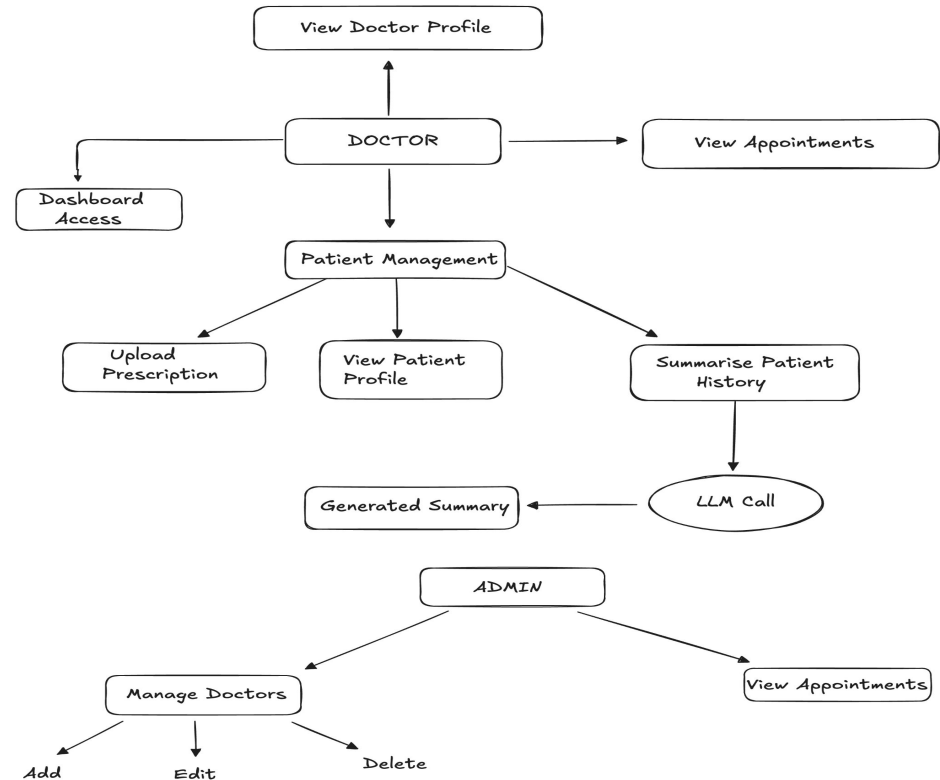 View Doctor Profile
DOCTOR
View Appointments
Dashboard
Access
Patient Management
Upload
Prescription
View Patient
Profile
Summarise Patient
History
LLM Call
Generated Summary
ADMIN
Manage Doctors
View Appointments
Add
Edit
Delete